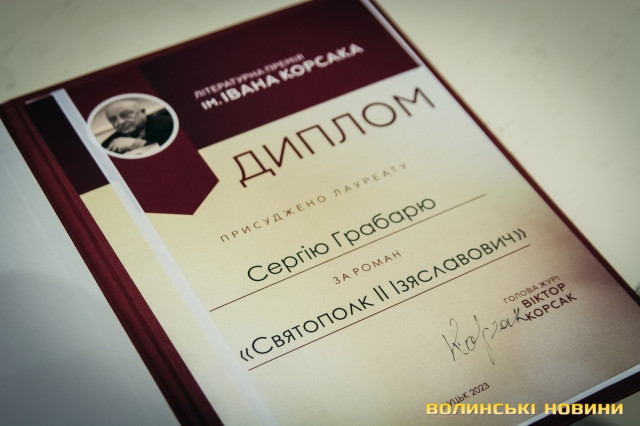 ЛІТЕРАТУРНА ПРЕМІЯ
ІМ. ІВАНА КОРСАКА
ДИПЛОМ
ПРИСУДЖЕНО ЛАУРЕАТУ
Сергію Грабарю
ЗА РОМАН
«Святополк II Ізяславович»
ГОЛОВА ЖУРІ
ВІКТОР
КОРСАК
2023
ВОЛИНСЬКІ НОВИНИ